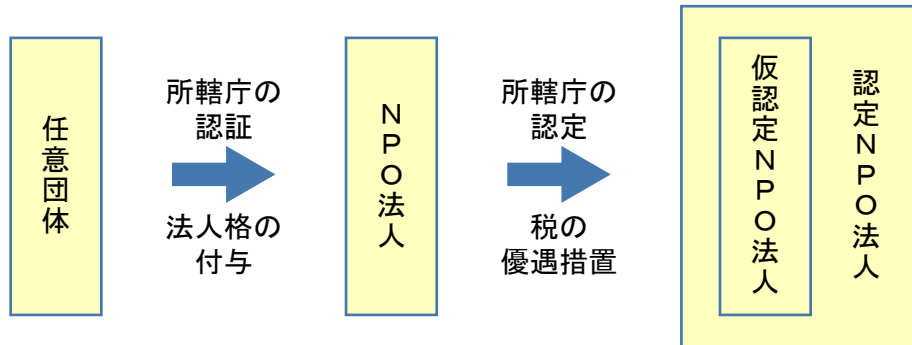 任意団体
所轄庁の
認証
法人格の
付与
ＮＰＯ法人
所轄庁の
認定
税の
優遇措置
仮認定ＮＰＯ法人
認定ＮＰＯ法人